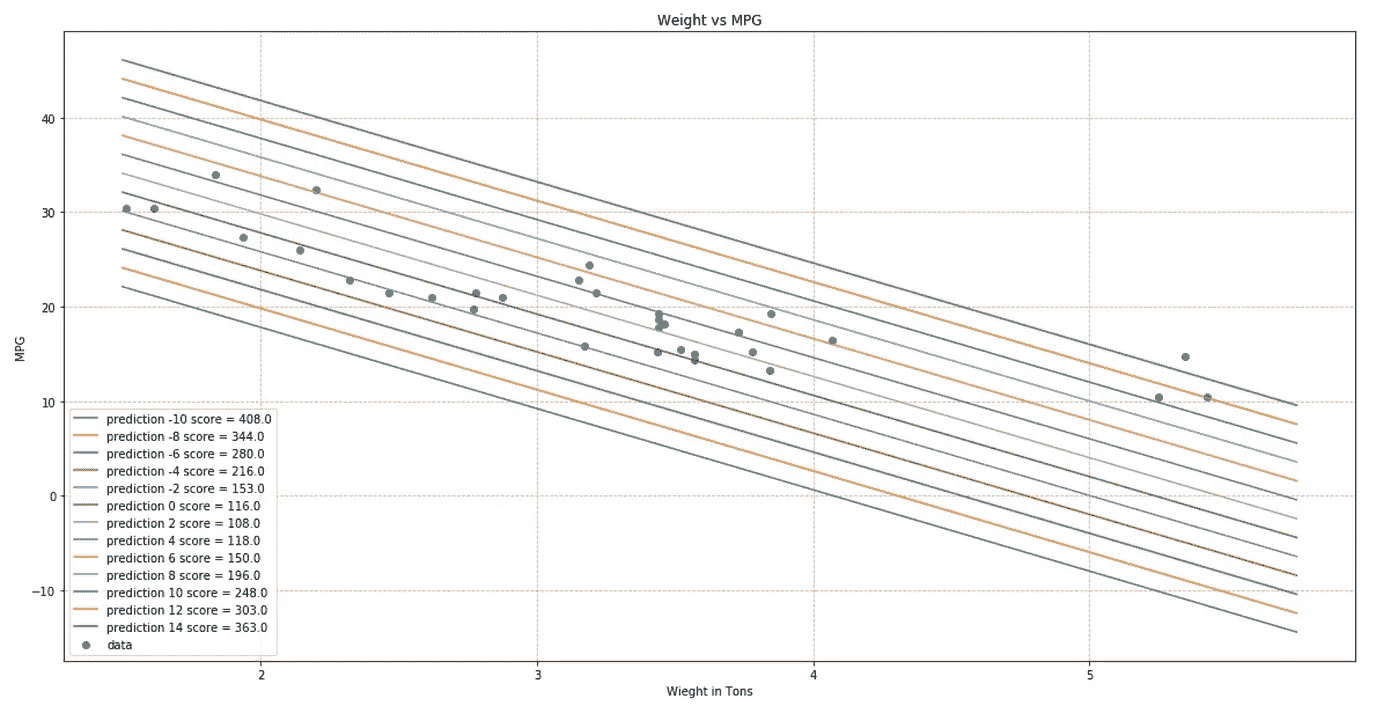 Weight vs MPG
40
30
20
10
0
−10
MPG
prediction -10 score = 408.0
prediction -8 score = 344.0
prediction -6 score = 280.0
prediction -4 score = 216.0
prediction -2 score = 153.0
prediction 0 score = 116.0
prediction 2 score = 108.0
prediction 4 score = 118.0
prediction 6 score = 150.0
prediction 8 score = 196.0
prediction 10 score = 248.0
prediction 12 score = 303.0
prediction 14 score = 363.0
data
2 3 4 5
Wieght in Tons